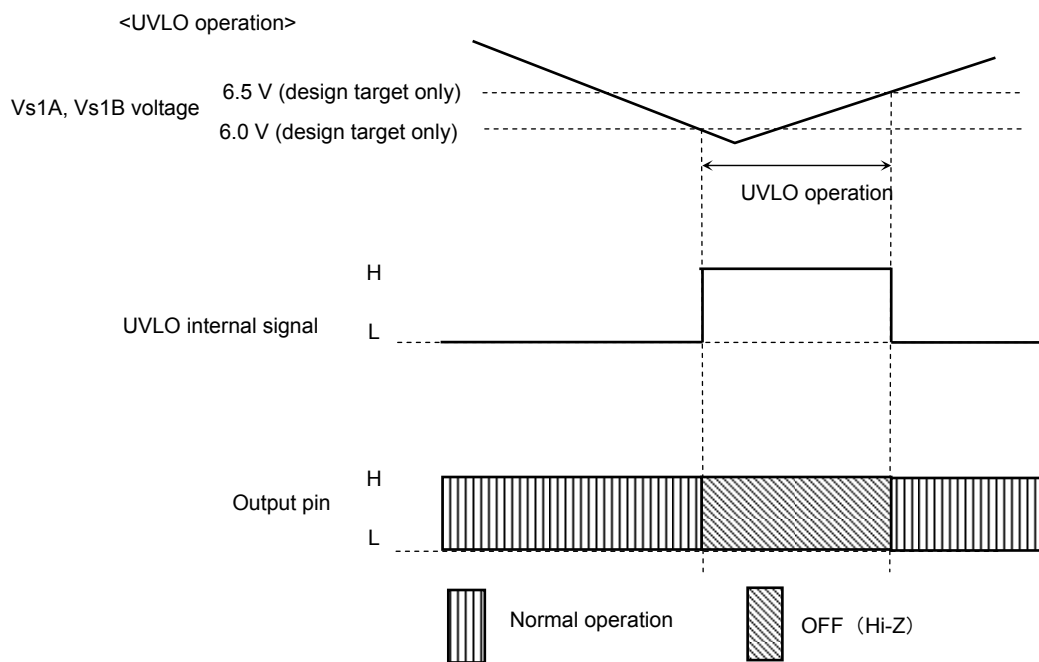 <UVLO operation>
Vs1A, Vs1B voltage
6.5 V (design target only)
6.0 V (design target only)
UVLO operation
UVLO internal signal
H
L
Output pin
H
L
Normal operation
OFF（Hi-Z）